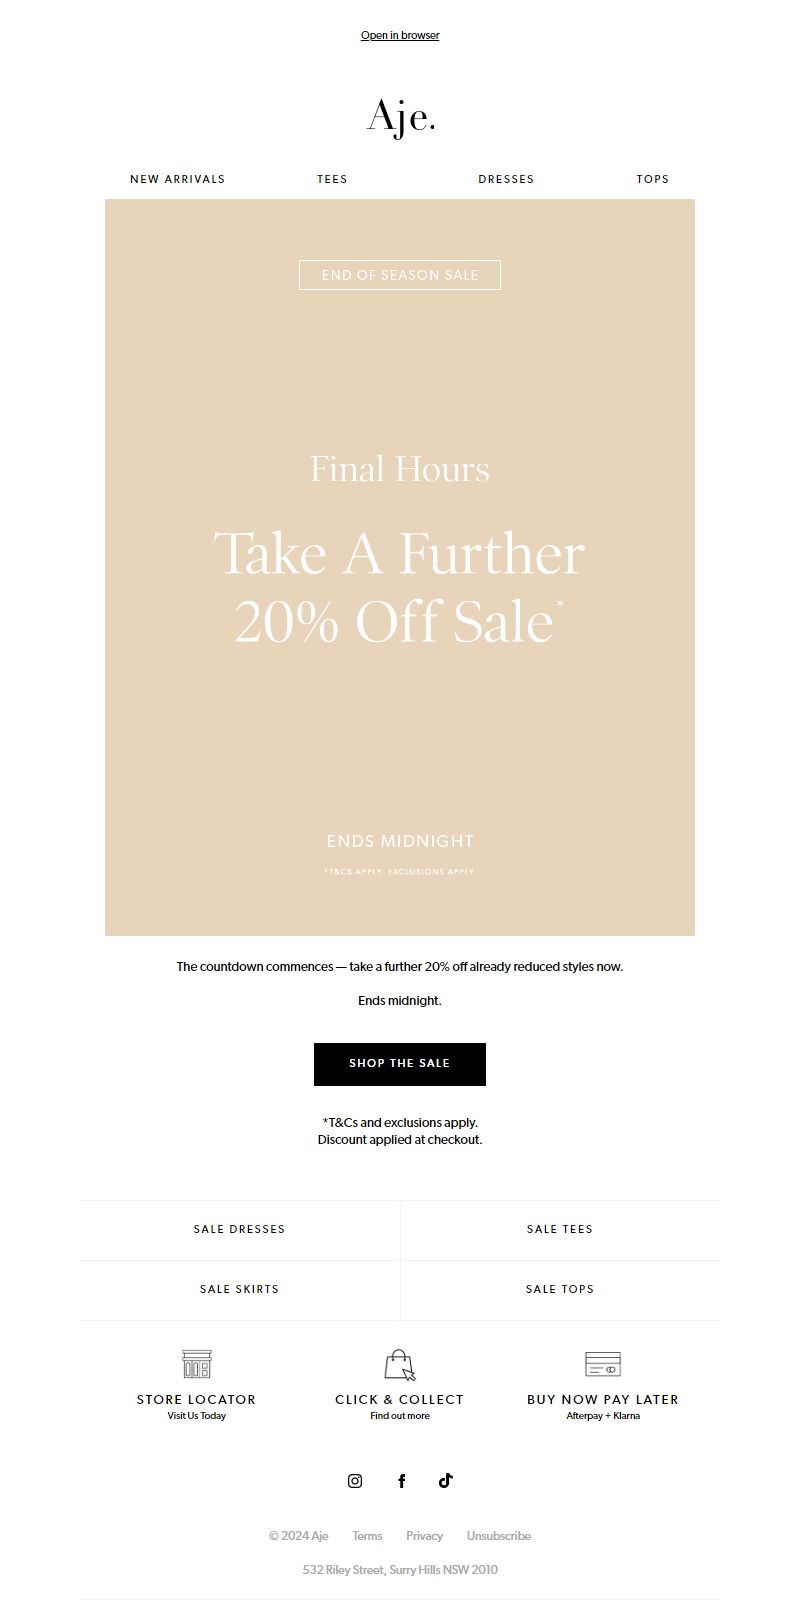 Open in browser
Aje.
NEW ARRIVALS TEES DRESSES TOPS
END OF SEASON SALE
Final Hours
Take A Further
20% Off Sale*
ENDS MIDNIGHT
*T&CS APPLY. EXCLUSIONS APPLY
The countdown commences — take a further 20% off already reduced styles now.
Ends midnight.
SHOP THE SALE
*T&Cs and exclusions apply.
Discount applied at checkout.
SALE DRESSES SALE TEES
SALE SKIRTS SALE TOPS
STORE LOCATOR CLICK & COLLECT BUY NOW PAY LATER
Visit Us Today Find out more Afterpay + Klarna
© 2024 Aje Terms Privacy Unsubscribe
532 Riley Street, Surry Hills NSW 2010